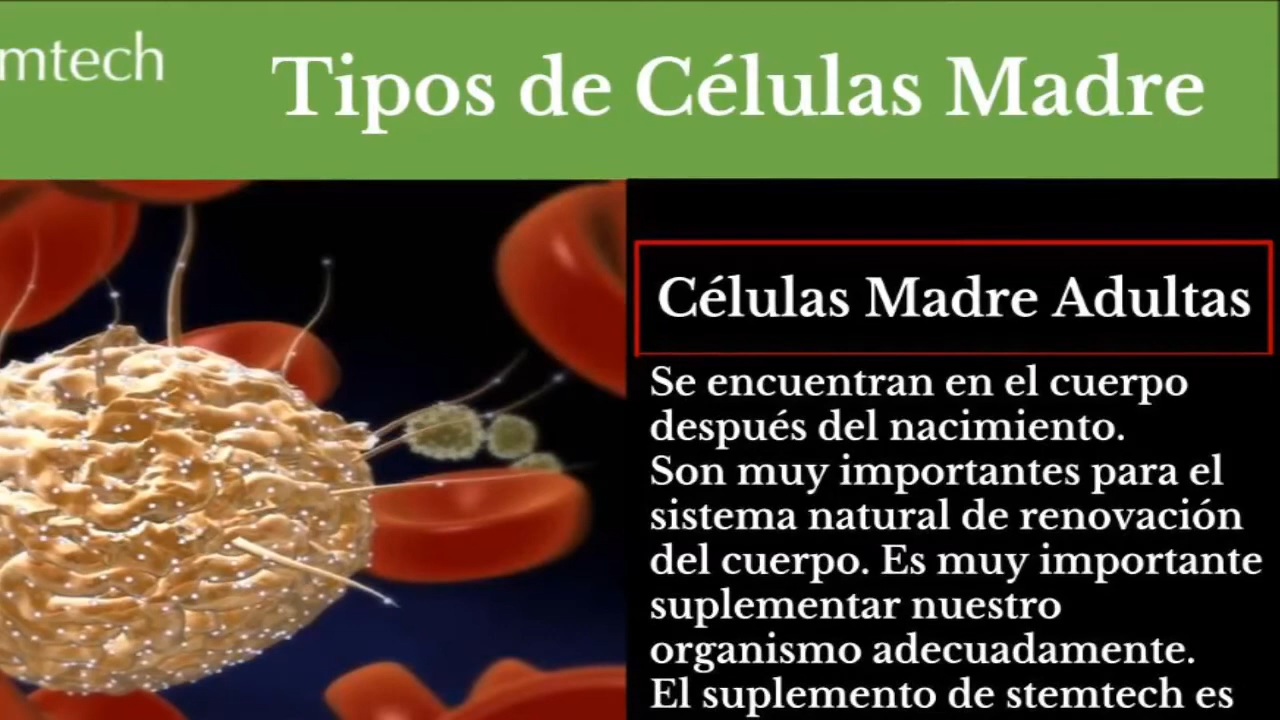 mtech
Tipos de Células Madre
Células Madre Adultas
Se encuentran en el cuerpo
después del nacimiento.
Son muy importantes para el
sistema natural de renovación
del cuerpo. Es muy importante
suplementar nuestro
organismo adecuadamente.
El suplemento de stemtech es